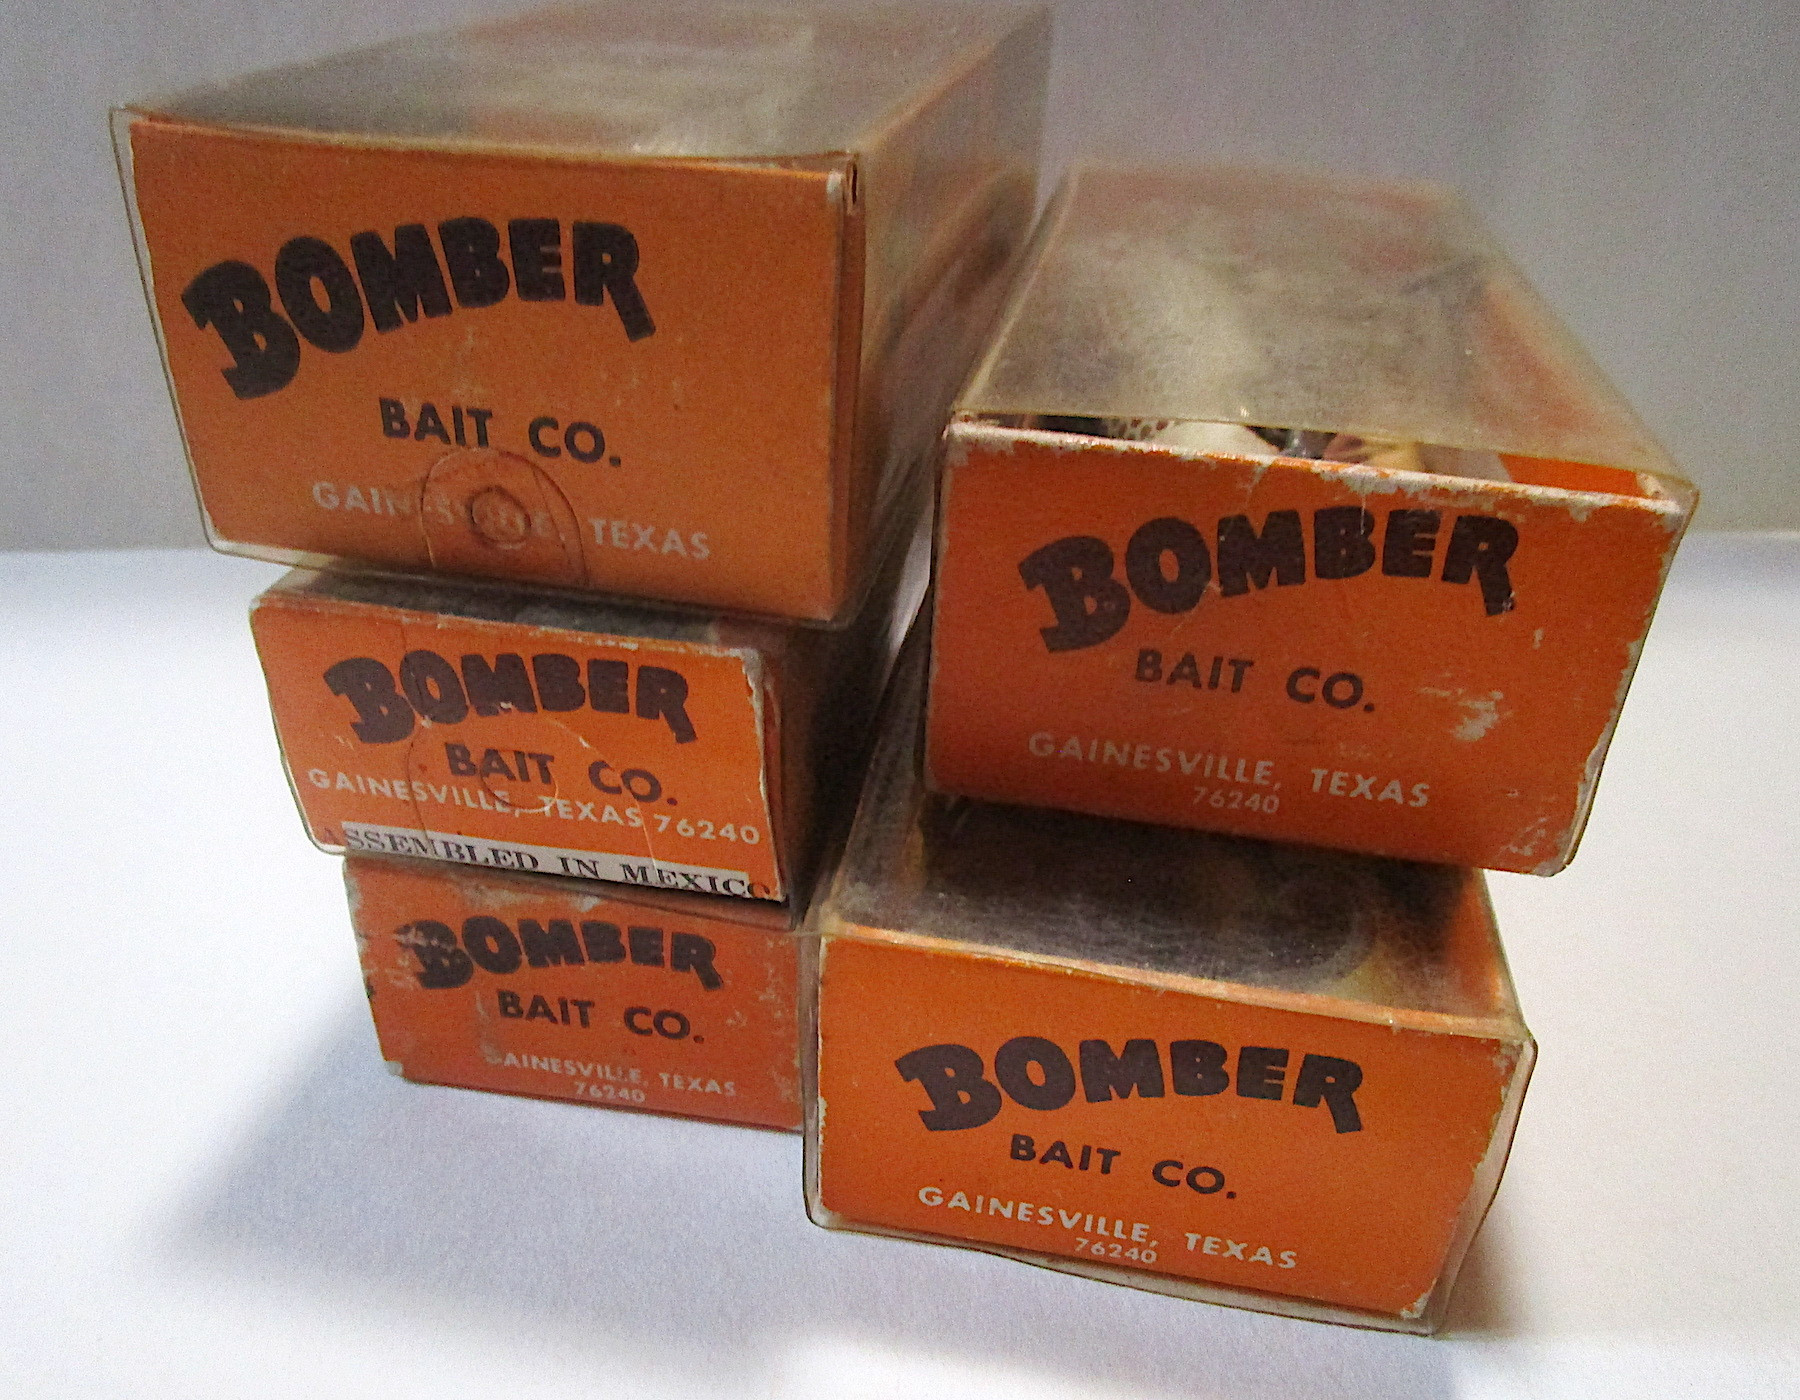 BOMBER
BAIT CO.
GAINESVILLE, TEXAS
BOMBER
BAIT CO.
GAINESVILLE, TEXAS 76240
ASSEMBLED IN MEXICO
BOMBER
BAIT CO.
GAINESVILLE, TEXAS
76240
BOMBER
BAIT CO.
GAINESVILLE, TEXAS
76240
BOMBER
BAIT CO.
GAINESVILLE, TEXAS
76240